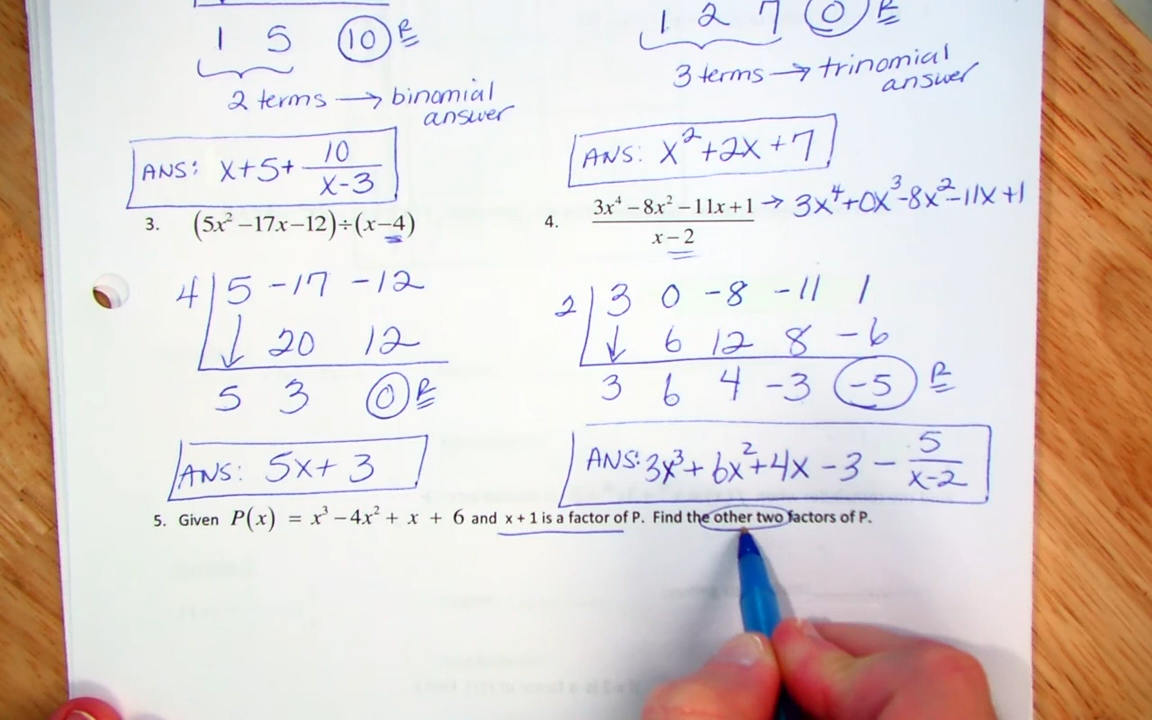 1 5 10 R
1 2 7 0 R
2 terms → binomial
answer
3 terms → trinomial
answer
ANS: x+5+ 10/(x-3)
ANS: x²+2x+7
3. (5x² −17x−12)÷(x−4)
4. (3x⁴ −8x² −11x+1)/(x−2) → 3x⁴+0x³-8x²-11x+1
4 5 -17 -12
↓ 20 12
5 3 0 R
ANS: 5x+3
2 3 0 -8 -11 1
↓ 6 12 8 -6
3 6 4 -3 -5 R
ANS: 3x³+6x²+4x-3- 5/(x-2)
5. Given P(x) = x³ − 4x² + x + 6 and x + 1 is a factor of P. Find the other two factors of P.